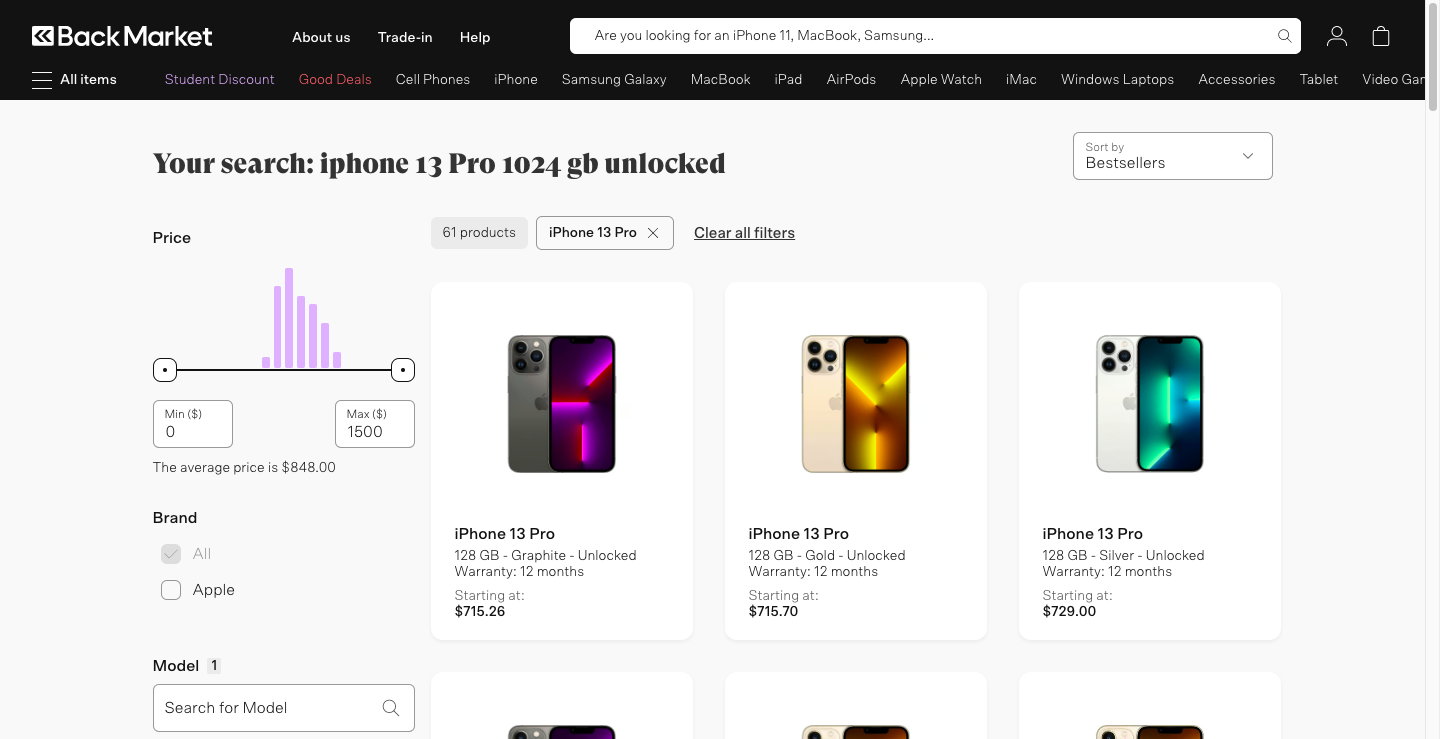 Back Market
About us
Trade-in
Help
Are you looking for an iPhone 11, MacBook, Samsung...
All items
Student Discount
Good Deals
Cell Phones
iPhone
Samsung Galaxy
MacBook
iPad
AirPods
Apple Watch
iMac
Windows Laptops
Accessories
Tablet
Video Gam
Your search: iphone 13 Pro 1024 gb unlocked
Sort by
Bestsellers
Price
Min ($)
0
Max ($)
1500
The average price is $848.00
Brand
All
Apple
Model 1
Search for Model
61 products
iPhone 13 Pro
Clear all filters
iPhone 13 Pro
128 GB - Graphite - Unlocked
Warranty: 12 months
Starting at:
$715.26
iPhone 13 Pro
128 GB - Gold - Unlocked
Warranty: 12 months
Starting at:
$715.70
iPhone 13 Pro
128 GB - Silver - Unlocked
Warranty: 12 months
Starting at:
$729.00